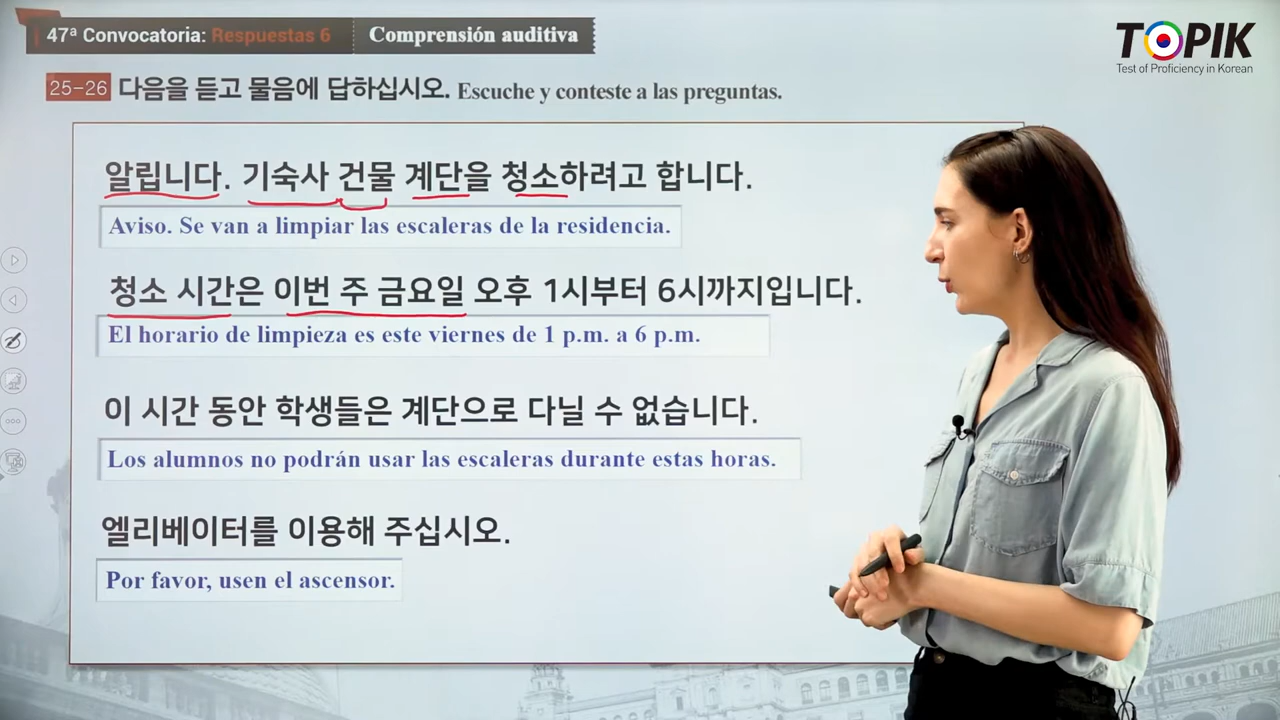 47ª Convocatoria: Respuestas 6 Comprensión auditiva
TOPIK
Test of Proficiency in Korean
25-26 다음을 듣고 물음에 답하십시오. Escuche y conteste a las preguntas.
알립니다. 기숙사 건물 계단을 청소하려고 합니다.
Aviso. Se van a limpiar las escaleras de la residencia.
청소 시간은 이번 주 금요일 오후 1시부터 6시까지입니다.
El horario de limpieza es este viernes de 1 p.m. a 6 p.m.
이 시간 동안 학생들은 계단으로 다닐 수 없습니다.
Los alumnos no podrán usar las escaleras durante estas horas.
엘리베이터를 이용해 주십시오.
Por favor, usen el ascensor.